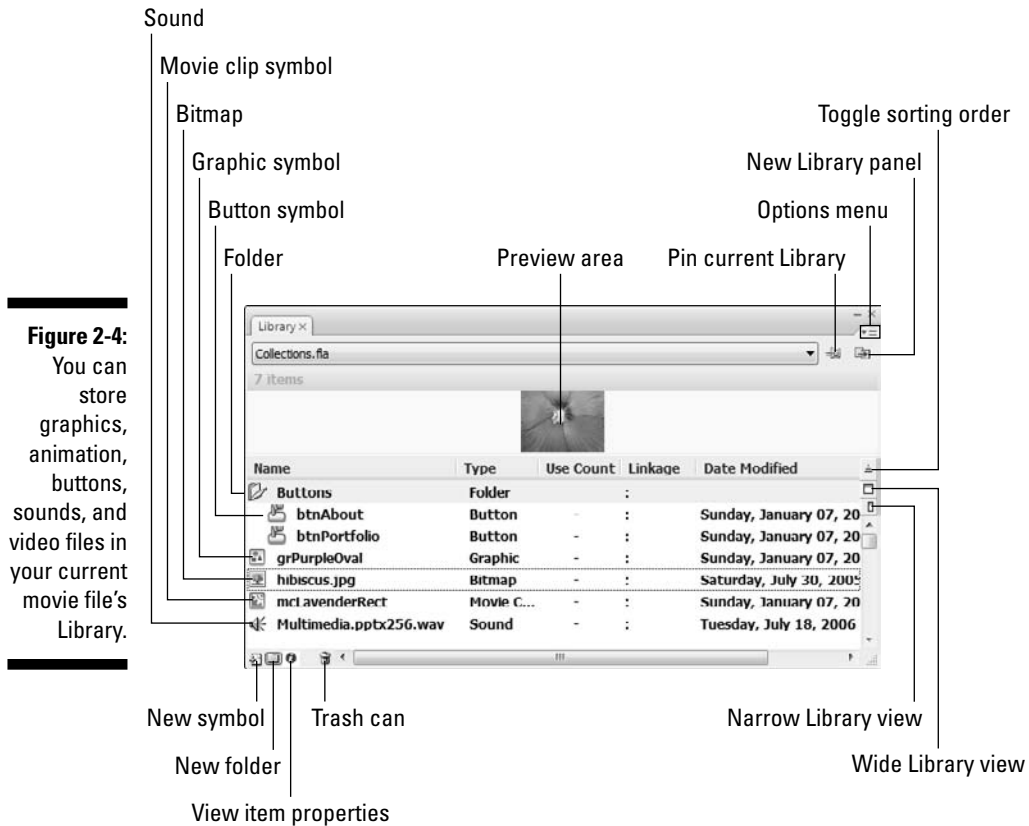 Sound
Movie clip symbol
Bitmap
Toggle sorting order
Graphic symbol
New Library panel
Button symbol
Options menu
Folder
Preview area
Pin current Library
Figure 2-4:
You can
store
graphics,
animation,
buttons,
sounds, and
video files in
your current
movie file's
Library.
Library ×
Collections.fla
7 items
Name Type Use Count Linkage Date Modified
Buttons Folder :
btnAbout Button - : Sunday, January 07, 20
btnPortfolio Button - : Sunday, January 07, 20
grPurpleOval Graphic - : Sunday, January 07, 20
hibiscus.jpg Bitmap - : Saturday, July 30, 2005
mcLavenderRect Movie C... - : Sunday, January 07, 20
Multimedia.pptx256.wav Sound - : Tuesday, July 18, 2006
New symbol
Trash can
Narrow Library view
New folder
Wide Library view
View item properties